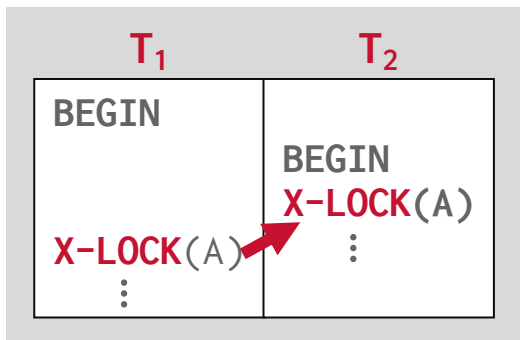 T₁ T₂
BEGIN
BEGIN
X-LOCK(A)
X-LOCK(A)
⋮
⋮